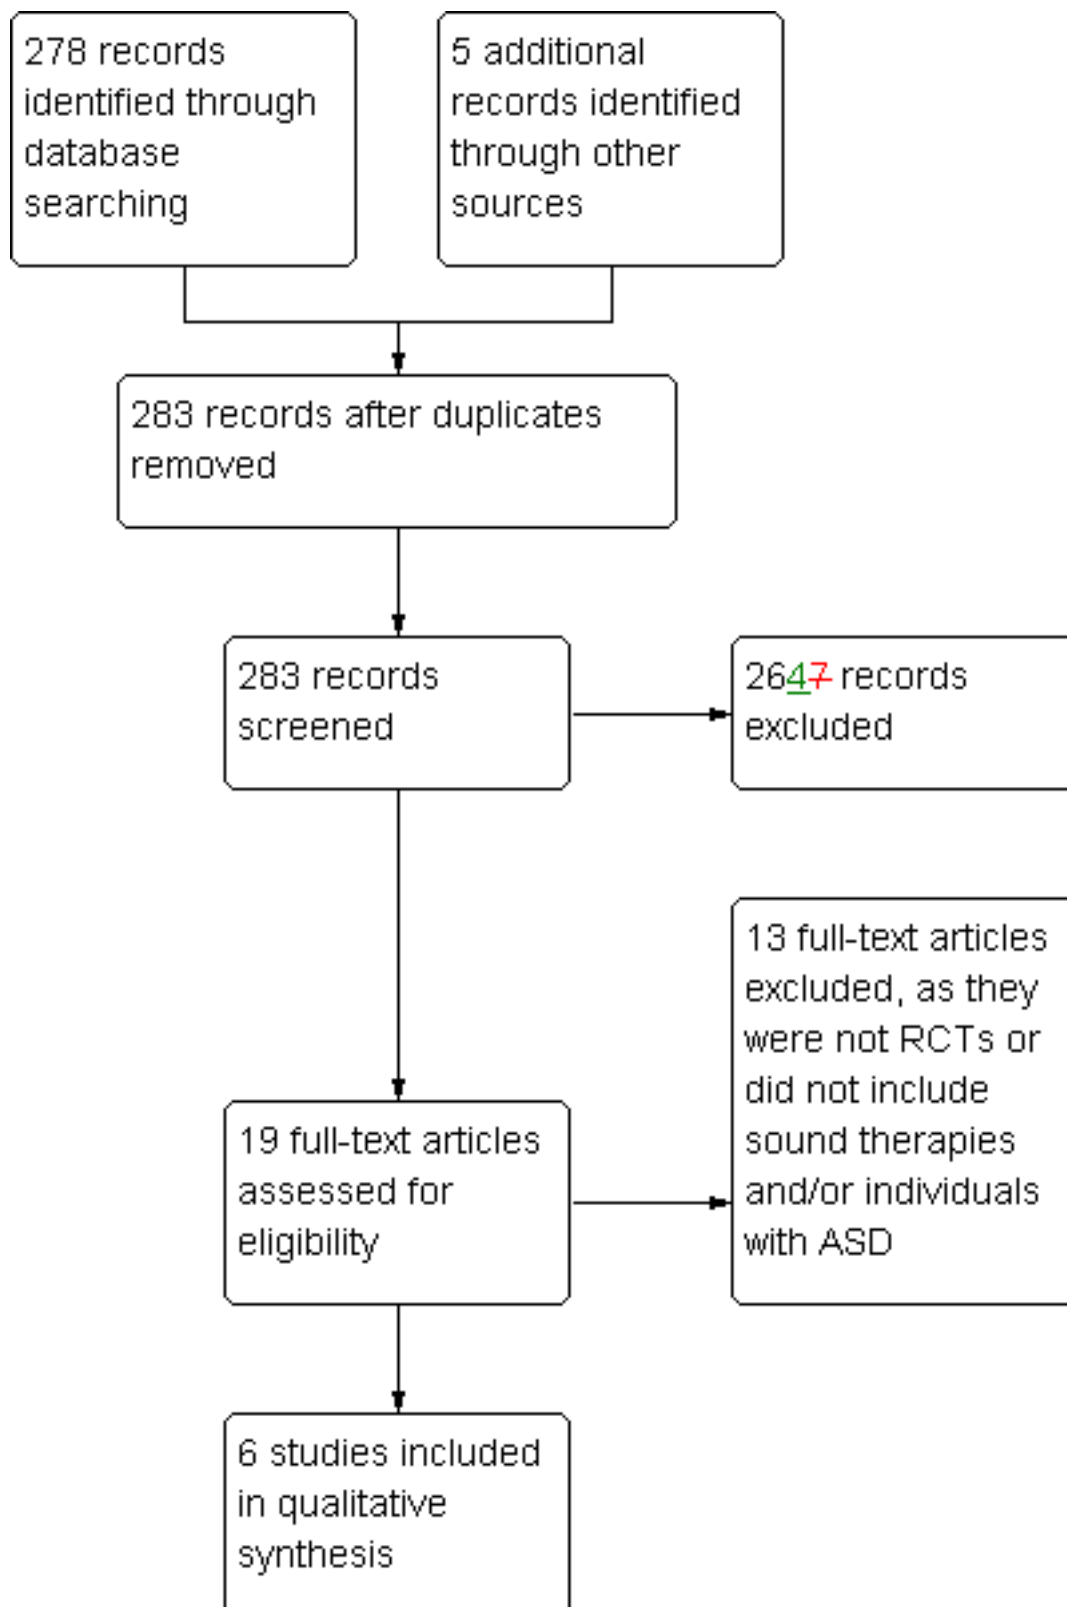 278 records
identified through
database
searching
5 additional
records identified
through other
sources
283 records after duplicates
removed
283 records
screened
2647 records
excluded
13 full-text articles
excluded, as they
were not RCTs or
did not include
sound therapies
and/or individuals
with ASD
19 full-text articles
assessed for
eligibility
6 studies included
in qualitative
synthesis